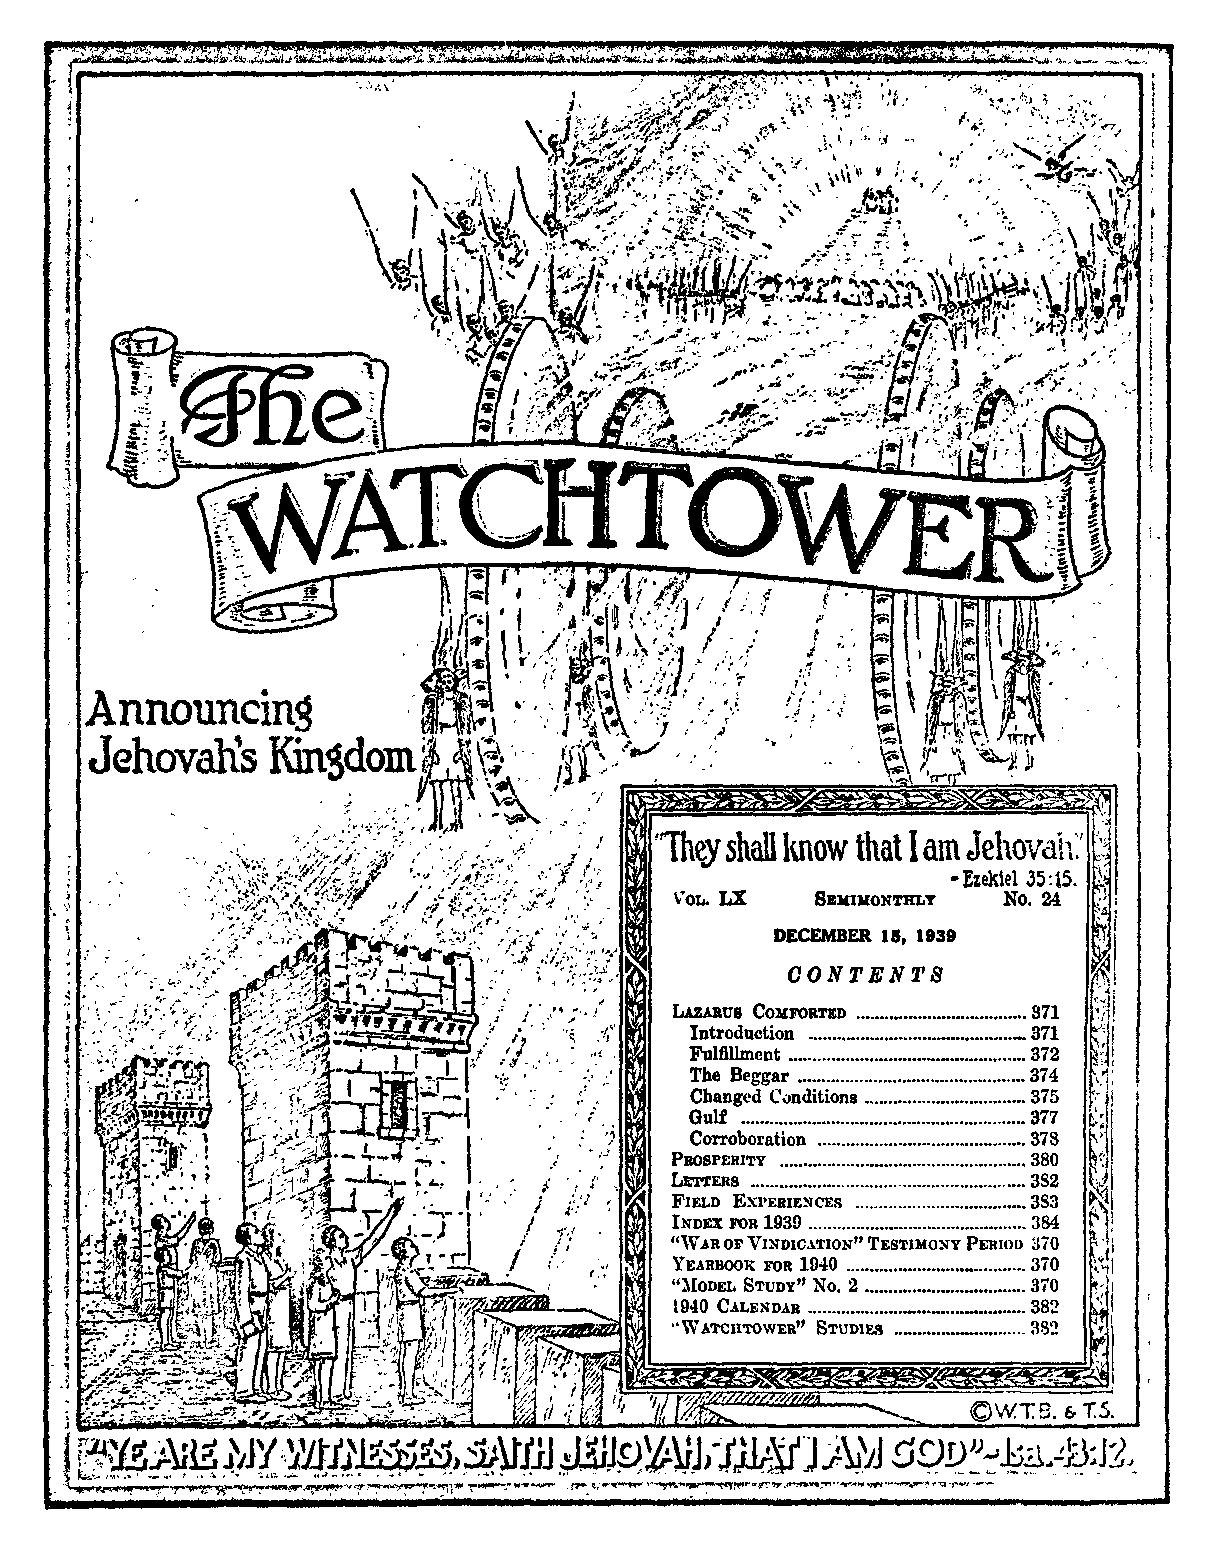 The
WATCHTOWER
Announcing
Jehovah's Kingdom
"They shall know that I am Jehovah."
-Ezekiel 35:15.
VOL. LX SEMIMONTHLY No. 24
DECEMBER 15, 1939
CONTENTS
LAZARUS COMFORTED ................................ 371
Introduction ........................................ 371
Fulfillment ............................................ 372
The Beggar .......................................... 374
Changed Conditions .............................. 375
Gulf ..................................................... 377
Corroboration ...................................... 378
PROSPERITY ............................................ 380
LETTERS .................................................. 382
FIELD EXPERIENCES ................................ 383
INDEX FOR 1939 ...................................... 384
"WAR OF VINDICATION" TESTIMONY PERIOD 370
YEARBOOK FOR 1940 ................................ 370
"MODEL STUDY" No. 2 .............................. 370
1940 CALENDAR ...................................... 382
"WATCHTOWER" STUDIES ........................ 382
©W.T.B. & T.S.
"YE ARE MY WITNESSES, SAITH JEHOVAH, THAT I AM GOD"-Isa.43:12.